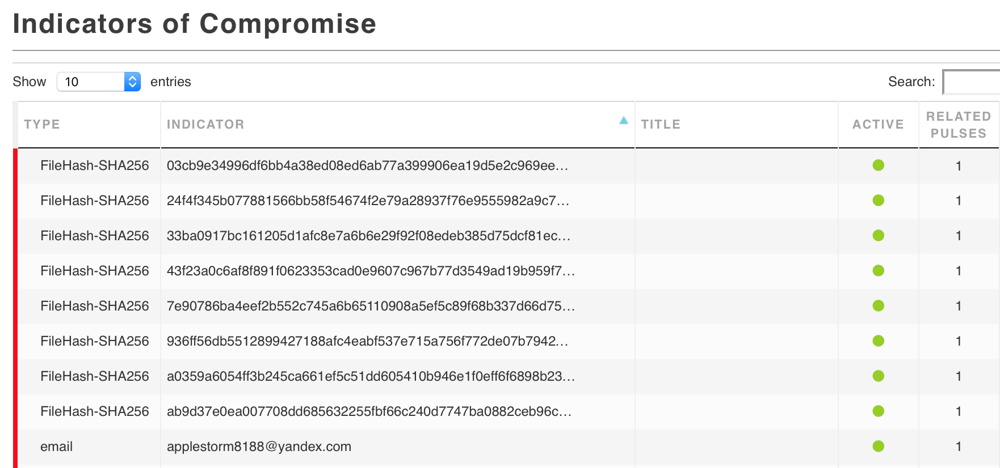 Indicators of Compromise
Show 10 entries Search:
TYPE INDICATOR TITLE ACTIVE RELATED PULSES
FileHash-SHA256 03cb9e34996df6bb4a38ed08ed6ab77a399906ea19d5e2c969ee... 1
FileHash-SHA256 24f4f345b077881566bb58f54674f2e79a28937f76e9555982a9c7... 1
FileHash-SHA256 33ba0917bc161205d1afc8e7a6b6e29f92f08edeb385d75dcf81ec... 1
FileHash-SHA256 43f23a0c6af8f891f0623353cad0e9607c967b77d3549ad19b959f7... 1
FileHash-SHA256 7e90786ba4eef2b552c745a6b65110908a5ef5c89f68b337d66d75... 1
FileHash-SHA256 936ff56db5512899427188afc4eabf537e715a756f772de07b7942... 1
FileHash-SHA256 a0359a6054ff3b245ca661ef5c51dd605410b946e1f0eff6f6898b23... 1
FileHash-SHA256 ab9d37e0ea007708dd685632255fbf66c240d7747ba0882ceb96c... 1
email applestorm8188@yandex.com 1